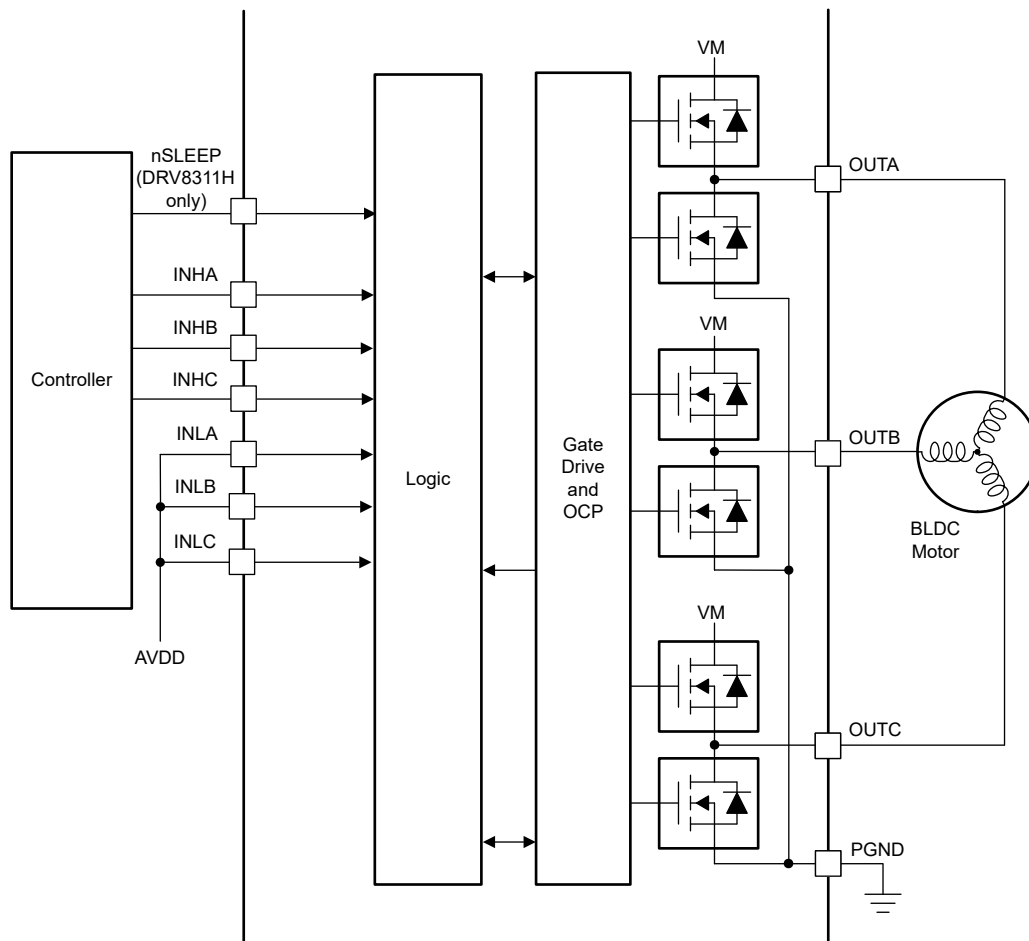 VM
nSLEEP
(DRV8311H
only)
OUTA
INHA
INHB
VM
INHC
Controller
INLA
Logic
Gate
Drive
and
OCP
OUTB
INLB
BLDC
Motor
INLC
VM
AVDD
OUTC
PGND